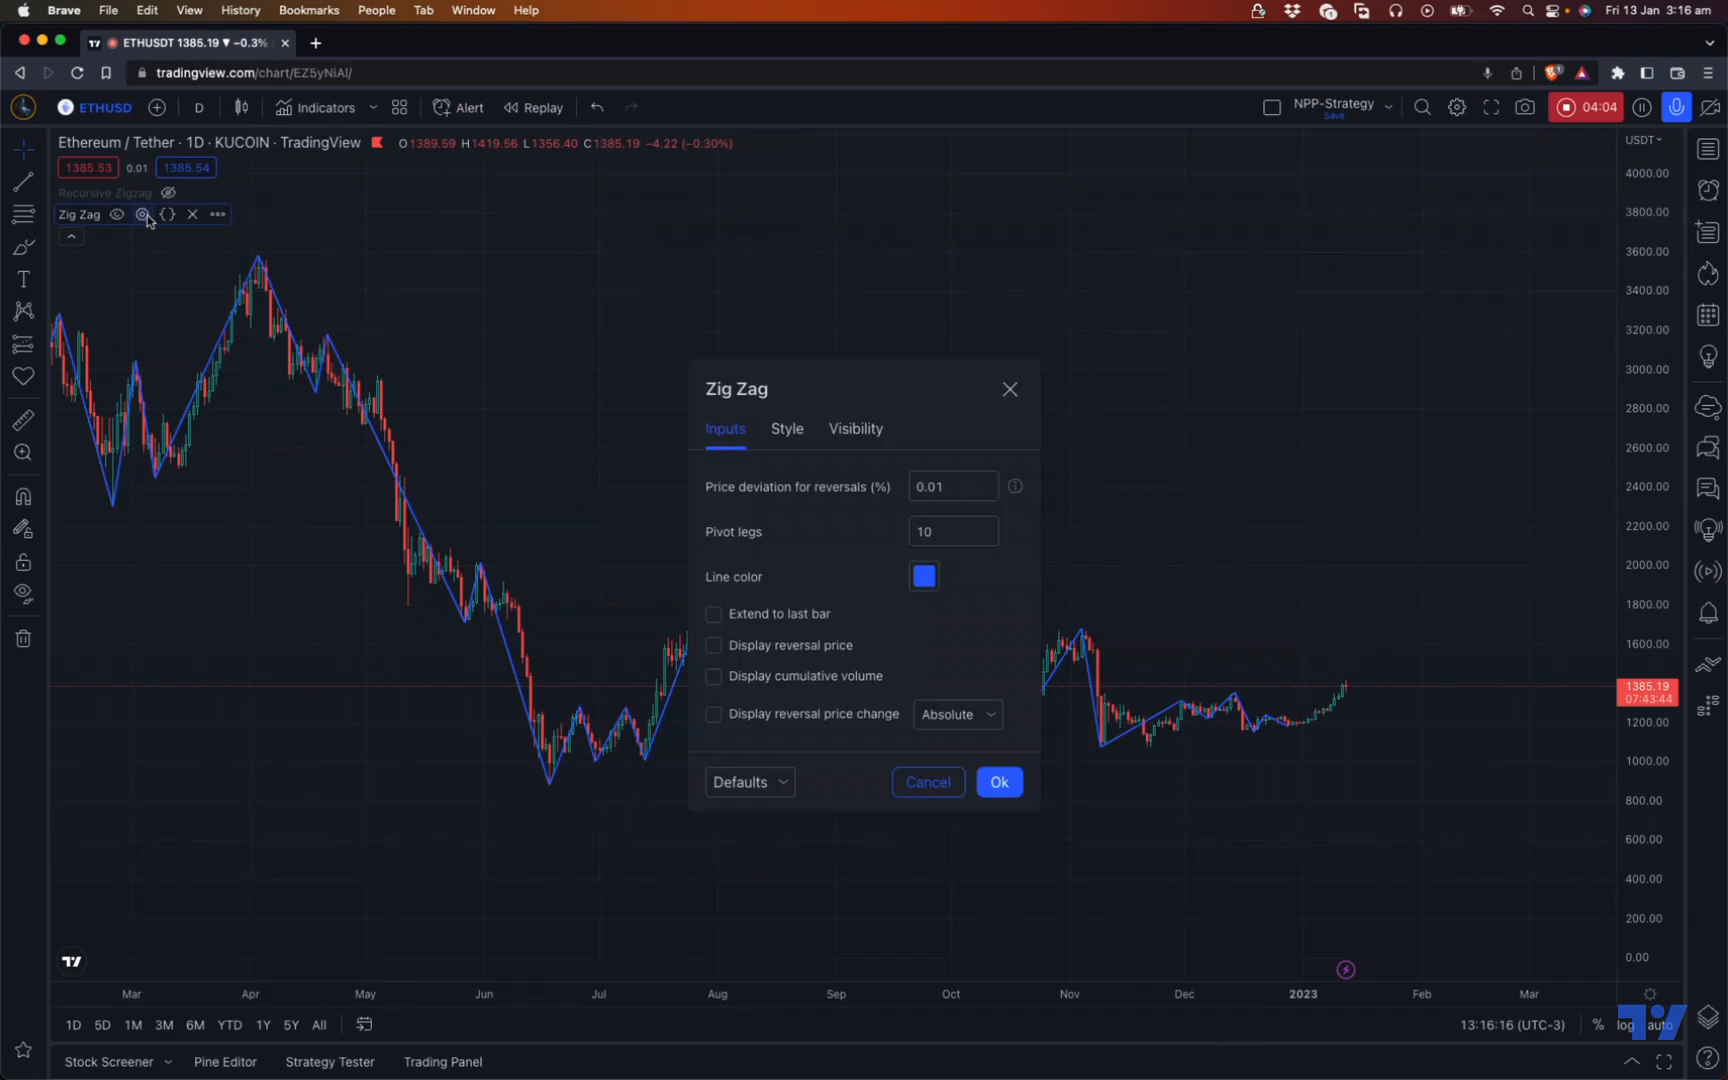 Brave File Edit View History Bookmarks People Tab Window Help
Fri 13 Jan 3:16 am
ETHUSDT 1385.19 ▼ −0.3%
tradingview.com/chart/EZ5yNiAI/
ETHUSD D Indicators Alert Replay
NPP-Strategy
Save
04:04
Ethereum / Tether · 1D · KUCOIN · TradingView O1389.59 H1419.56 L1356.40 C1385.19 −4.22 (−0.30%)
USDT
1385.53 0.01 1385.54
Recursive Zigzag
Zig Zag
4000.00
3800.00
3600.00
3400.00
3200.00
3000.00
2800.00
2600.00
2400.00
2200.00
2000.00
1800.00
1600.00
1385.19
07:43:44
1200.00
1000.00
800.00
600.00
400.00
200.00
0.00
Zig Zag
Inputs Style Visibility
Price deviation for reversals (%) 0.01
Pivot legs 10
Line color
Extend to last bar
Display reversal price
Display cumulative volume
Display reversal price change Absolute
Defaults Cancel Ok
Mar Apr May Jun Jul Aug Sep Oct Nov Dec 2023 Feb Mar
1D 5D 1M 3M 6M YTD 1Y 5Y All
13:16:16 (UTC-3) % log auto
Stock Screener Pine Editor Strategy Tester Trading Panel